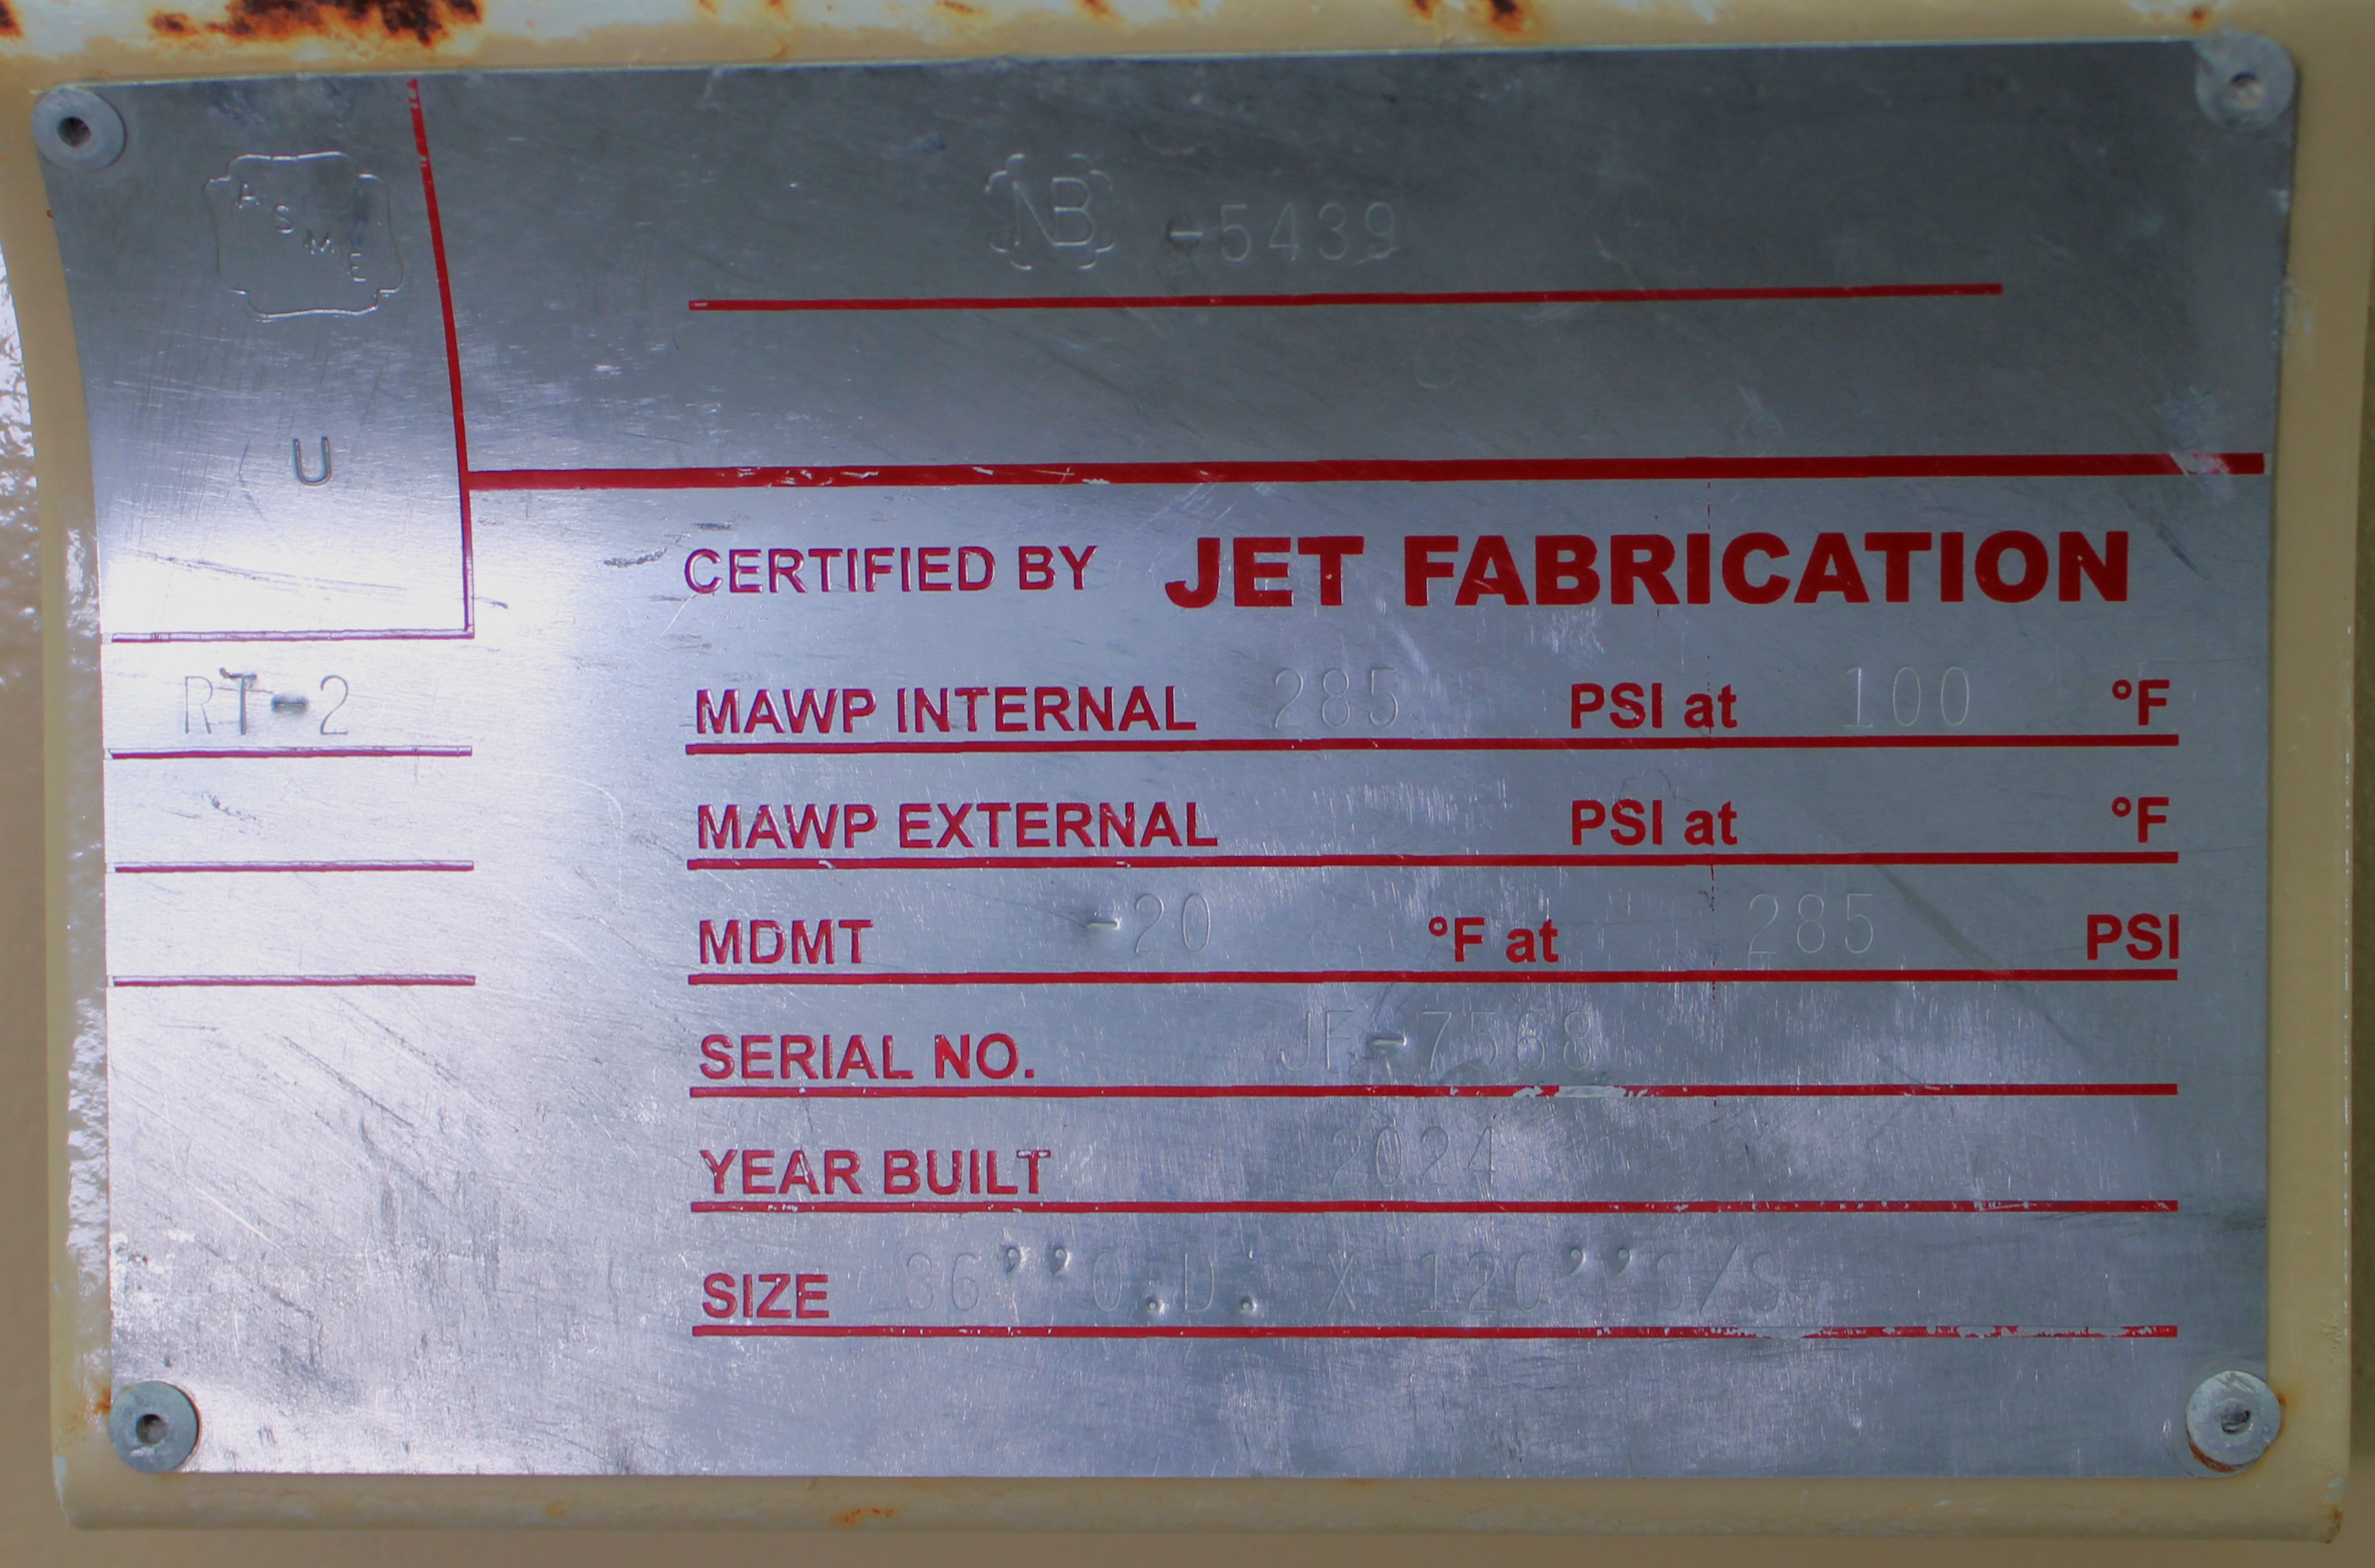 ASME
NB -5439
U
CERTIFIED BY JET FABRICATION
RT-2
MAWP INTERNAL 285 PSI at 100 °F
MAWP EXTERNAL PSI at °F
MDMT -20 °F at 285 PSI
SERIAL NO. JF-7568
YEAR BUILT 2024
SIZE 36’’O.D. X 120’’S/S